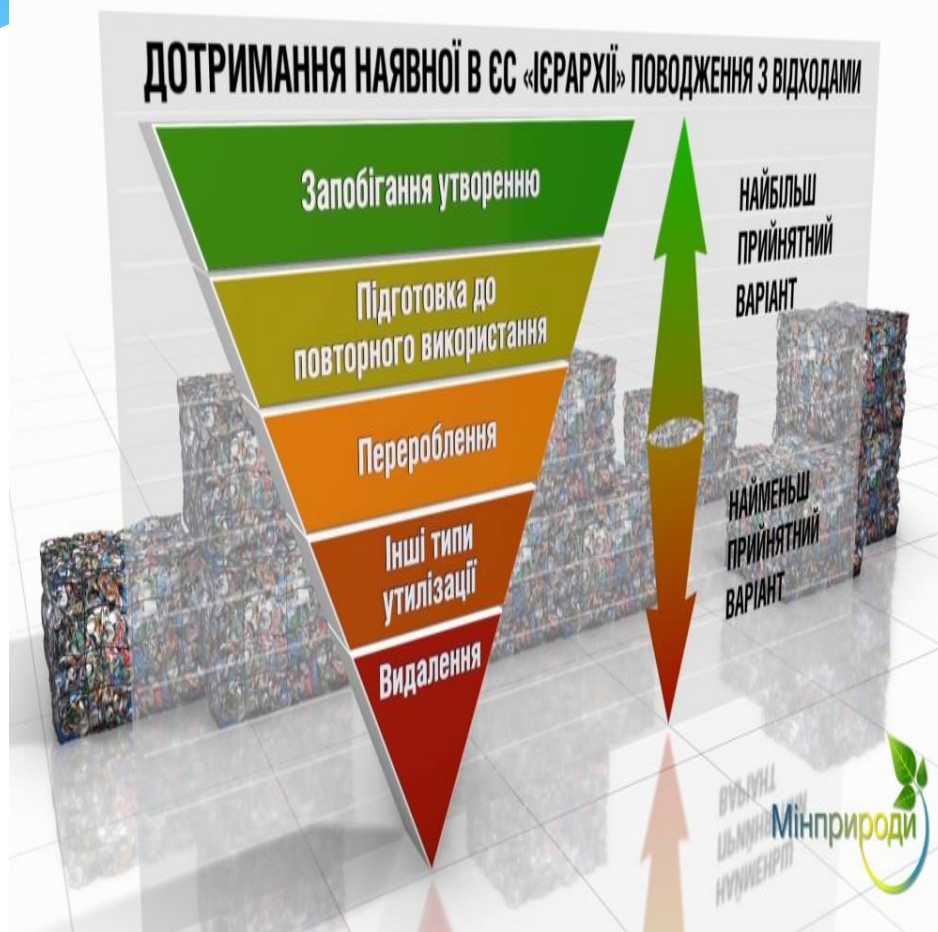 ДОТРИМАННЯ НАЯВНОЇ В ЄС «ІЄРАРХІЇ» ПОВОДЖЕННЯ З ВІДХОДАМИ
Запобігання утворенню
Підготовка до
повторного використання
Перероблення
Інші типи
утилізації
Видалення
НАЙБІЛЬШ
ПРИЙНЯТНИЙ
ВАРІАНТ
НАЙМЕНЬШ
ПРИЙНЯТНИЙ
ВАРІАНТ
Мінприроди